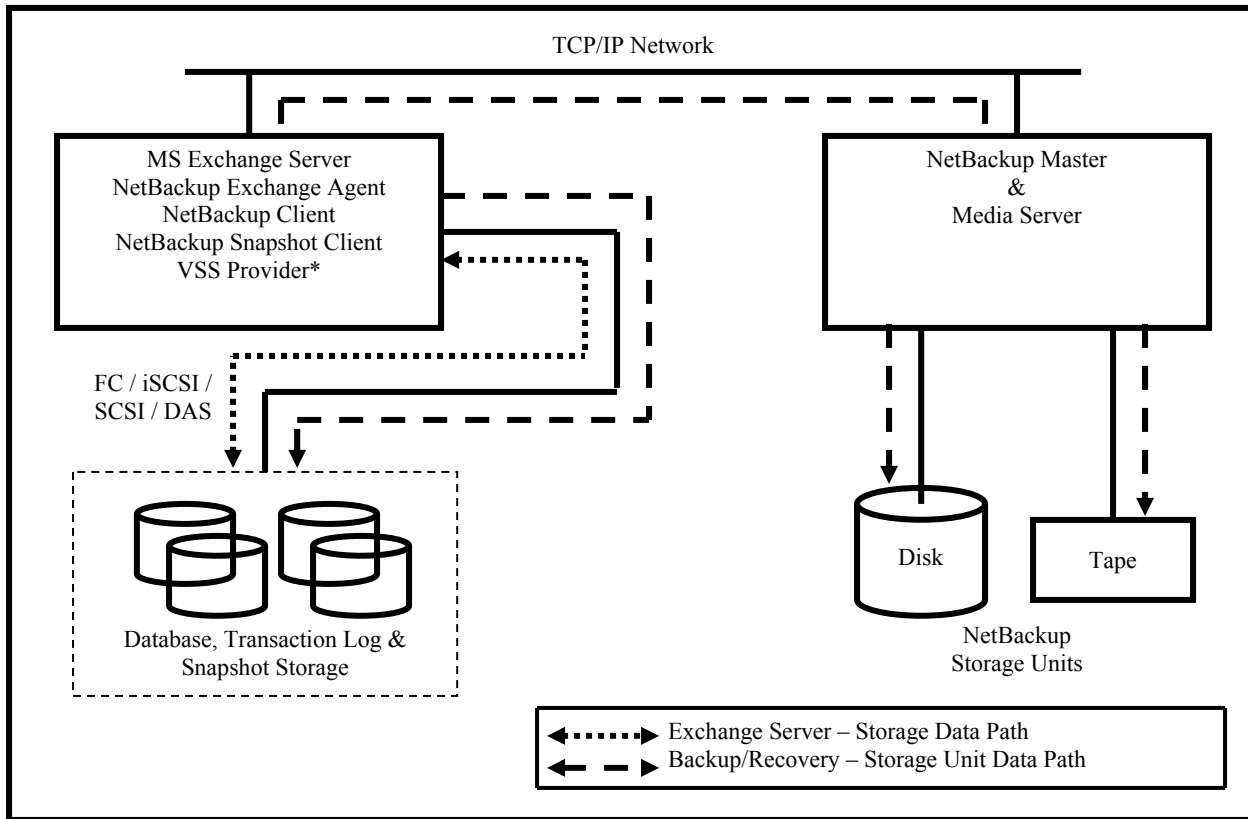 TCP/IP Network
MS Exchange Server
NetBackup Exchange Agent
NetBackup Client
NetBackup Snapshot Client
VSS Provider*
NetBackup Master
&
Media Server
FC / iSCSI /
SCSI / DAS
Database, Transaction Log &
Snapshot Storage
Disk
Tape
NetBackup
Storage Units
Exchange Server – Storage Data Path
Backup/Recovery – Storage Unit Data Path